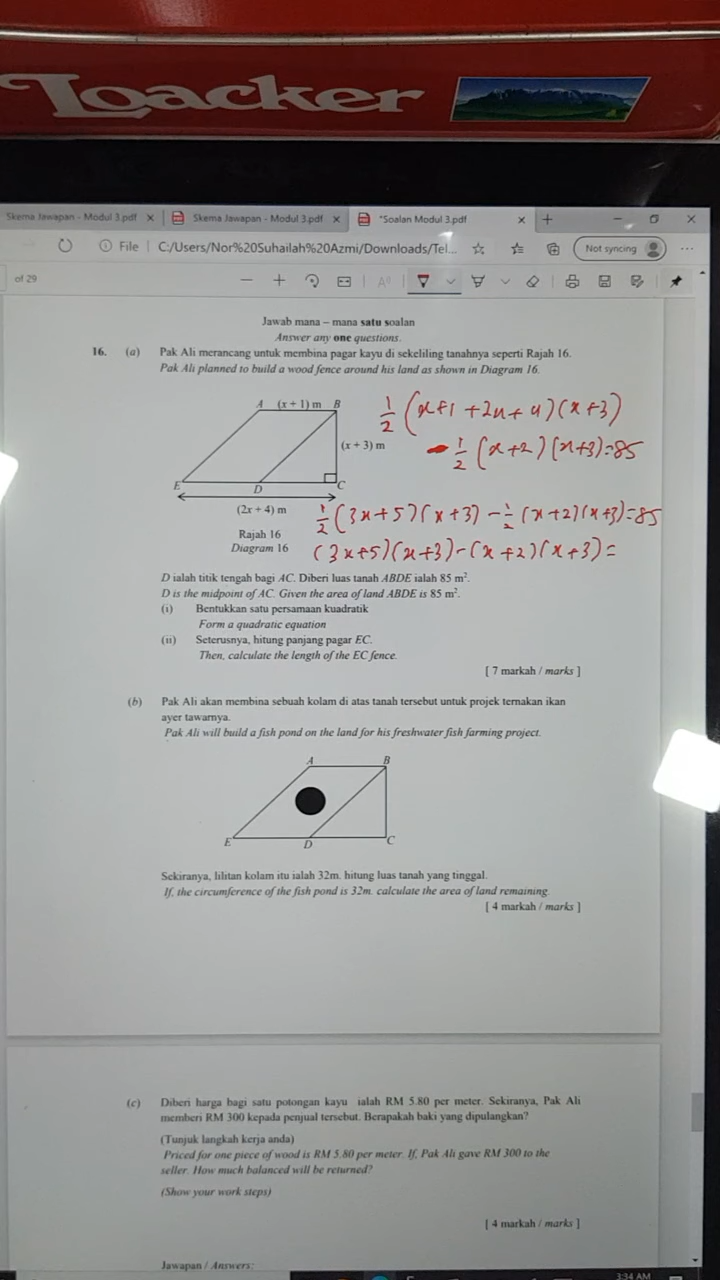 Loacker
Skema Jawapan - Modul 3.pdf × Skema Jawapan - Modul 3.pdf × *Soalan Modul 3.pdf × +
File | C:/Users/Nor%20Suhailah%20Azmi/Downloads/Tel... Not syncing ...
of 29
Jawab mana – mana satu soalan
Answer any one questions.
16. (a) Pak Ali merancang untuk membina pagar kayu di sekeliling tanahnya seperti Rajah 16.
Pak Ali planned to build a wood fence around his land as shown in Diagram 16.
A (x + 1) m B
(x + 3) m
E D C
(2x + 4) m
Rajah 16
Diagram 16
1/2 (x+1+2x+4)(x+3)
-1/2 (x+2)(x+3)=85
1/2 (3x+5)(x+3) - 1/2 (x+2)(x+3)=85
(3x+5)(x+3)-(x+2)(x+3)=
D ialah titik tengah bagi AC. Diberi luas tanah ABDE ialah 85 m².
D is the midpoint of AC. Given the area of land ABDE is 85 m².
(i) Bentukkan satu persamaan kuadratik
Form a quadratic equation
(ii) Seterusnya, hitung panjang pagar EC.
Then, calculate the length of the EC fence.
[ 7 markah / marks ]
(b) Pak Ali akan membina sebuah kolam di atas tanah tersebut untuk projek ternakan ikan
ayer tawarnya.
Pak Ali will build a fish pond on the land for his freshwater fish farming project.
A B
E D C
Sekiranya, lilitan kolam itu ialah 32m. hitung luas tanah yang tinggal.
If, the circumference of the fish pond is 32m. calculate the area of land remaining.
[ 4 markah / marks ]
(c) Diberi harga bagi satu potongan kayu ialah RM 5.80 per meter. Sekiranya, Pak Ali
memberi RM 300 kepada penjual tersebut. Berapakah baki yang dipulangkan?
(Tunjuk langkah kerja anda)
Priced for one piece of wood is RM 5.80 per meter. If, Pak Ali gave RM 300 to the
seller. How much balanced will be returned?
(Show your work steps)
[ 4 markah / marks ]
Jawapan / Answers:
3:34 AM